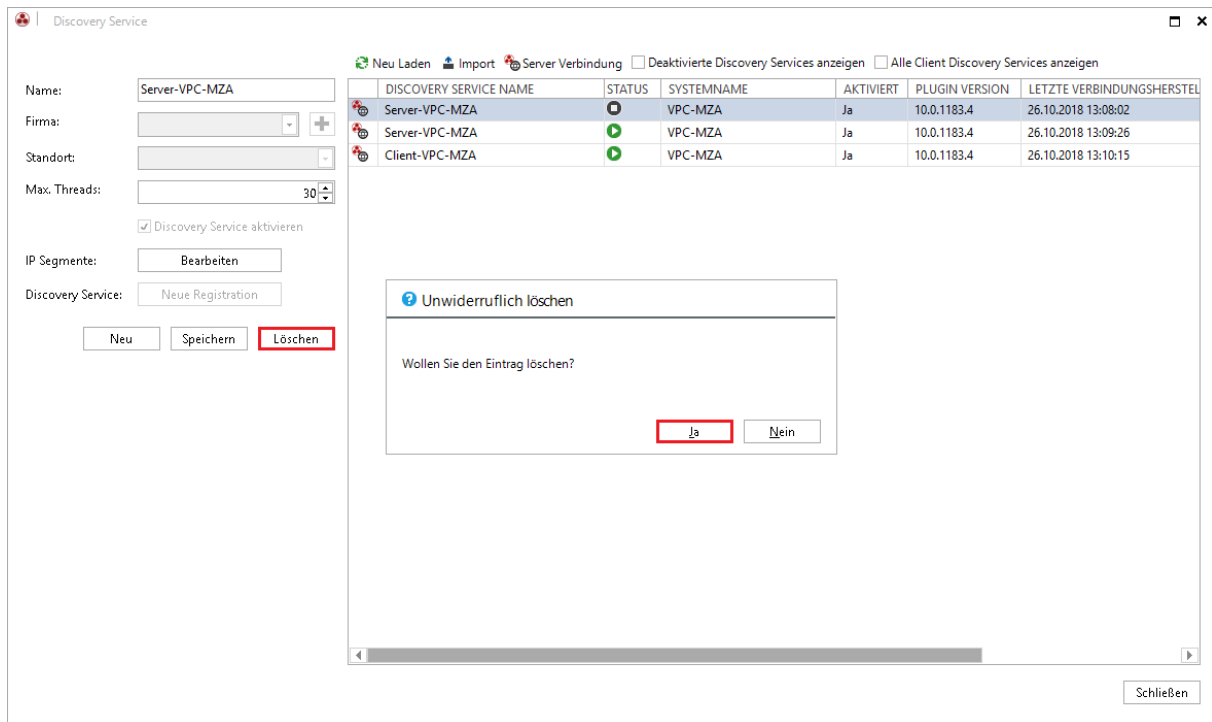 Discovery Service
Neu Laden Import Server Verbindung Deaktivierte Discovery Services anzeigen Alle Client Discovery Services anzeigen
Name: Server-VPC-MZA
Firma:
Standort:
Max. Threads: 30
Discovery Service aktivieren
IP Segmente: Bearbeiten
Discovery Service: Neue Registration
Neu Speichern Löschen
DISCOVERY SERVICE NAME STATUS SYSTEMNAME AKTIVIERT PLUGIN VERSION LETZTE VERBINDUNGSHERSTEL
Server-VPC-MZA VPC-MZA Ja 10.0.1183.4 26.10.2018 13:08:02
Server-VPC-MZA VPC-MZA Ja 10.0.1183.4 26.10.2018 13:09:26
Client-VPC-MZA VPC-MZA Ja 10.0.1183.4 26.10.2018 13:10:15
Unwiderruflich löschen
Wollen Sie den Eintrag löschen?
Ja Nein
Schließen